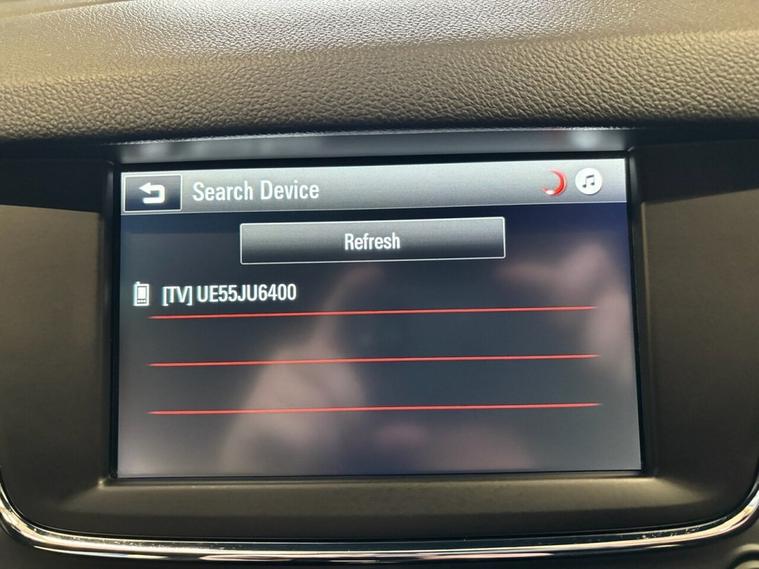 Search Device
Refresh
[TV] UE55JU6400